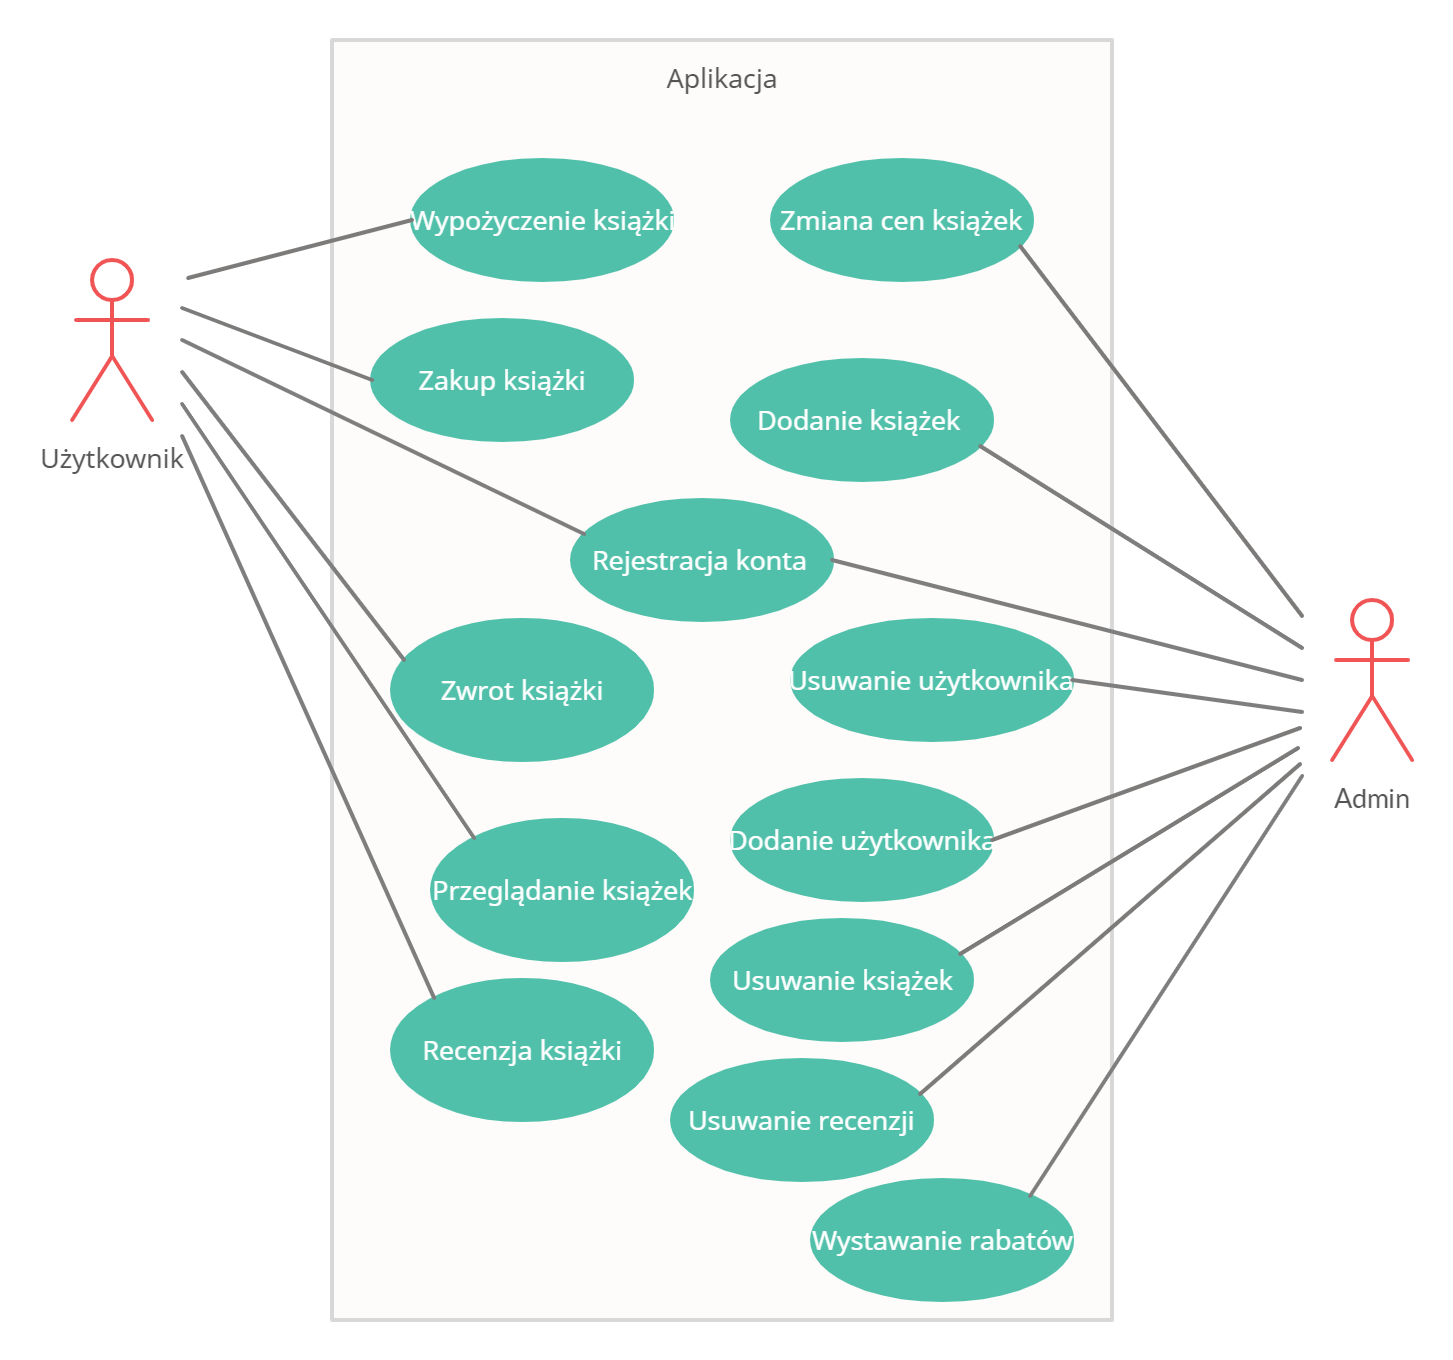 Aplikacja
Wypożyczenie książki
Zmiana cen książek
Zakup książki
Dodanie książek
Użytkownik
Rejestracja konta
Usuwanie użytkownika
Zwrot książki
Admin
Dodanie użytkownika
Przeglądanie książek
Usuwanie książek
Recenzja książki
Usuwanie recenzji
Wystawanie rabatów